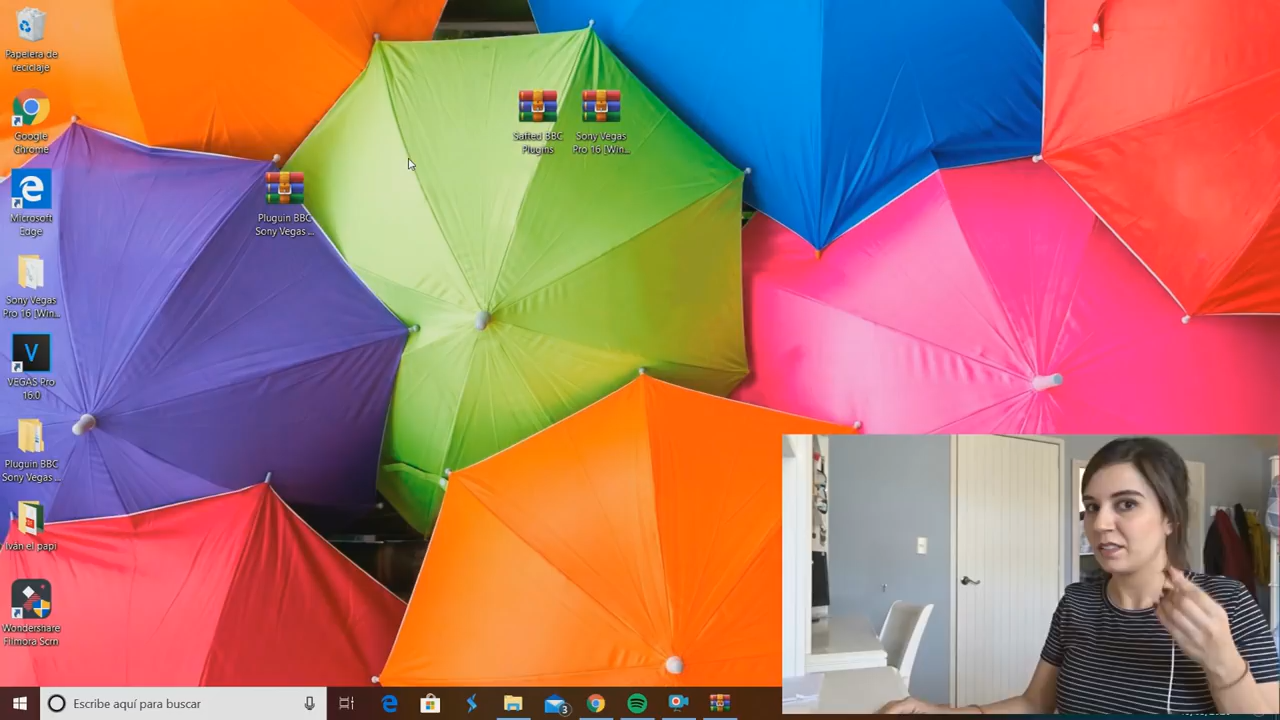 Papelera de
reciclaje
Google
Chrome
Microsoft
Edge
Sony Vegas
Pro 16 [Win...
VEGAS Pro
16.0
Pluguin BBC
Sony Vegas ...
iván el papi
Wondershare
Filmora Scrn
Pluguin BBC
Sony Vegas ...
Safted BBC
Plugins
Sony Vegas
Pro 16 [Win...
Escribe aquí para buscar
3